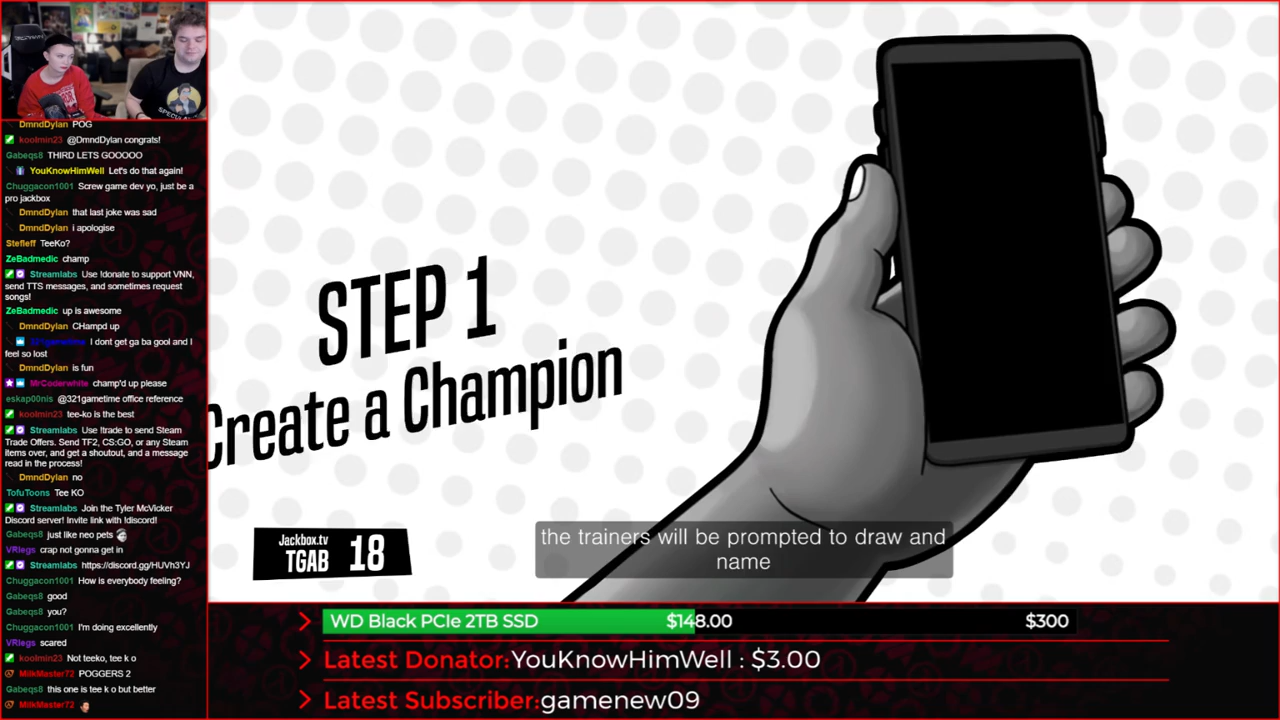 DmndDylan POG
koolmin23 @DmndDylan congrats!
Gabeqs8 THIRD LETS GOOOOO
YouKnowHimWell Let's do that again!
Chuggacon1001 Screw game dev yo, just be a
pro jackbox
DmndDylan that last joke was sad
DmndDylan i apologise
Stefleff TeeKo?
ZeBadmedic champ
Streamlabs Use !donate to support VNN,
send TTS messages, and sometimes request
songs!
ZeBadmedic up is awesome
DmndDylan CHampd up
321gametime I dont get ga ba gool and I
feel so lost
DmndDylan is fun
MrCoderwhite champ'd up please
eskap00nis @321gametime office reference
koolmin23 tee-ko is the best
Streamlabs Use !trade to send Steam
Trade Offers. Send TF2, CS:GO, or any Steam
Items over, and get a shoutout, and a message
read in the process!
DmndDylan no
TofuToons Tee KO
Streamlabs Join the Tyler McVicker
Discord server! Invite link with !discord!
Gabeqs8 just like neo pets
VRlegs crap not gonna get in
Streamlabs https://discord.gg/HUVh3YJ
Chuggacon1001 How is everybody feeling?
Gabeqs8 good
Gabeqs8 you?
Chuggacon1001 I'm doing excellently
VRlegs scared
koolmin23 Not teeko, tee k o
MilkMaster72 POGGERS 2
Gabeqs8 this one is tee k o but better
MilkMaster72
STEP 1
Create a Champion
Jackbox.tv
TGAB 18
the trainers will be prompted to draw and
name
WD Black PCIe 2TB SSD $148.00 $300
Latest Donator:YouKnowHimWell : $3.00
Latest Subscriber:gamenew09